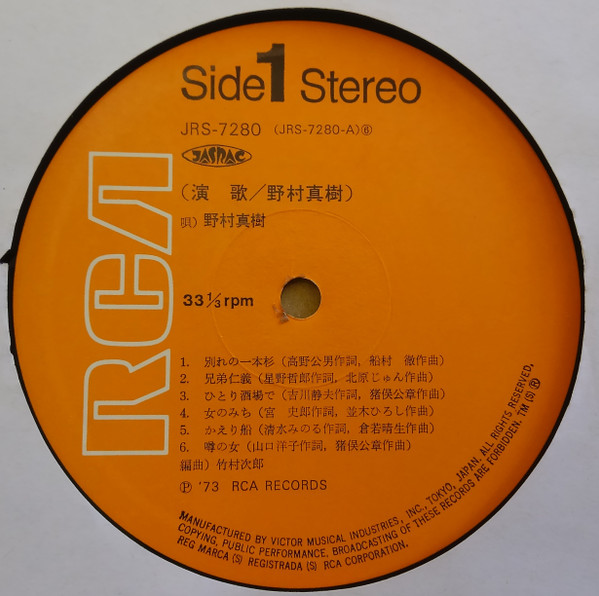 Side 1 Stereo
JRS-7280 (JRS-7280-A)⑥
JASRAC
RCA
(演 歌/野村真樹)
唄) 野村真樹
33 1/3 rpm
1. 別れの一本杉 (高野公男作詞, 船村 徹作曲)
2. 兄弟仁義 (星野哲郎作詞, 北原じゅん作曲)
3. ひとり酒場で (吉川静夫作詞, 猪俣公章作曲)
4. 女のみち (宮 史郎作詞, 並木ひろし作曲)
5. かえり船 (清水みのる作詞, 倉若晴生作曲)
6. 噂の女 (山口洋子作詞, 猪俣公章作曲)
編曲) 竹村次郎
Ⓟ '73 RCA RECORDS
MANUFACTURED BY VICTOR MUSICAL INDUSTRIES, INC., TOKYO, JAPAN. ALL RIGHTS RESERVED.
COPYING, PUBLIC PERFORMANCE, BROADCASTING OF THESE RECORDS ARE FORBIDDEN. TM(S)®
REG MARCA (S) REGISTRADA (S) RCA CORPORATION.